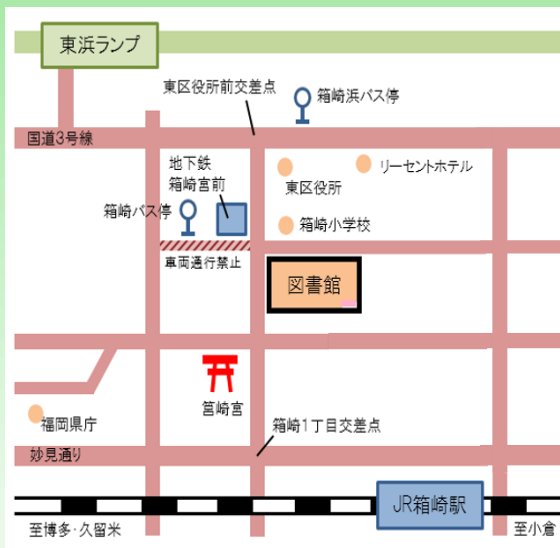 東浜ランプ
東区役所前交差点
箱崎浜バス停
国道3号線
地下鉄
箱崎宮前
リーセントホテル
東区役所
箱崎バス停
箱崎小学校
車両通行禁止
図書館
筥崎宮
福岡県庁
箱崎1丁目交差点
妙見通り
JR箱崎駅
至博多・久留米
至小倉